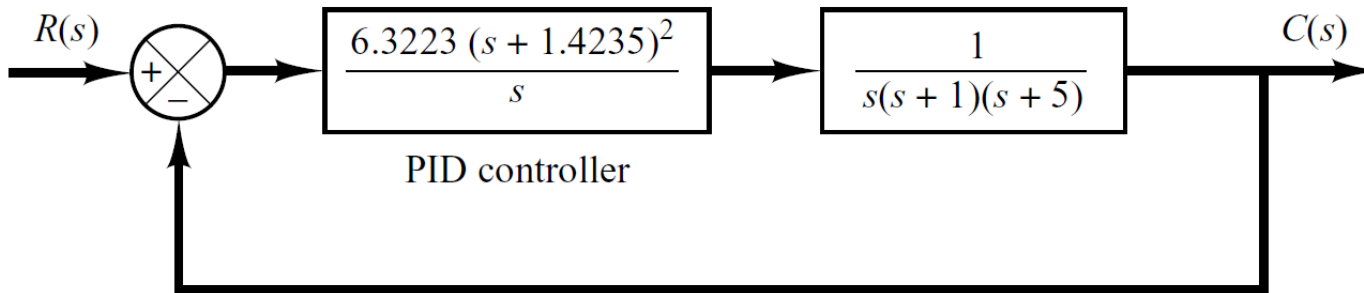 R(s)
+
−
6.3223 (s + 1.4235)²
s
PID controller
1
s(s + 1)(s + 5)
C(s)